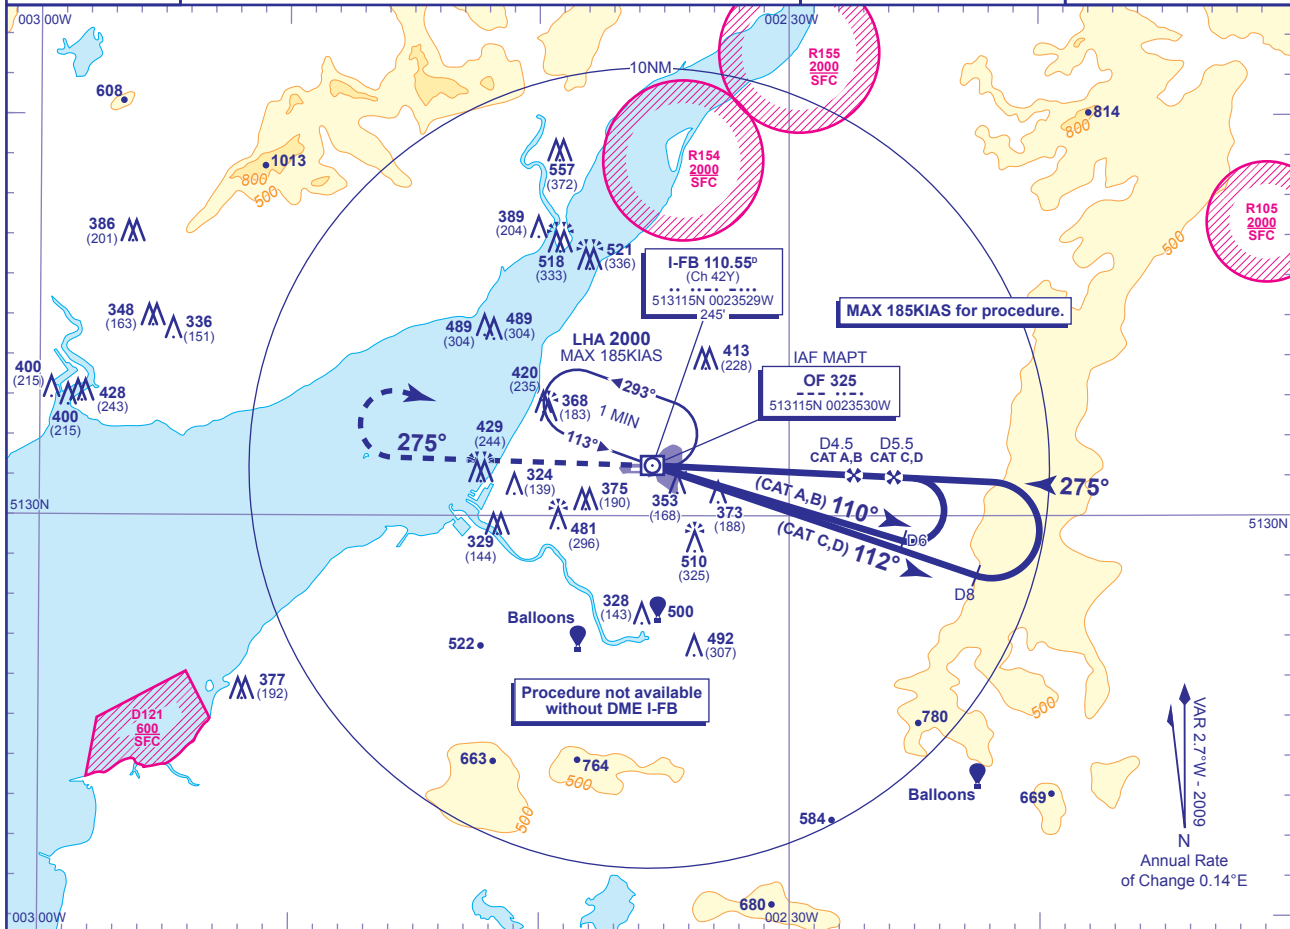 003 00W
002 30W
10NM
R155
2000
SFC
608
814
800
1013
800
500
557
(372)
R154
2000
SFC
R105
2000
SFC
500
386
(201)
389
(204)
518
(333)
521
(336)
I-FB 110.55ᴰ
(Ch 42Y)
513115N 0023529W
245'
348
(163)
336
(151)
489
(304)
489
(304)
MAX 185KIAS for procedure.
LHA 2000
MAX 185KIAS
413
(228)
IAF MAPT
OF 325
513115N 0023530W
400
(215)
428
(243)
400
(215)
420
(235)
368
(183)
293°
1 MIN
113°
429
(244)
275°
D4.5
CAT A,B
D5.5
CAT C,D
275°
324
(139)
375
(190)
353
(168)
373
(188)
(CAT A,B) 110°
(CAT C,D) 112°
D6
D8
5130N
5130N
329
(144)
481
(296)
510
(325)
328
(143)
500
Balloons
522
492
(307)
377
(192)
Procedure not available
without DME I-FB
D121
600
SFC
780
500
663
764
500
500
Balloons
669
584
VAR 2.7°W - 2009
N
Annual Rate
of Change 0.14°E
680
003 00W
002 30W